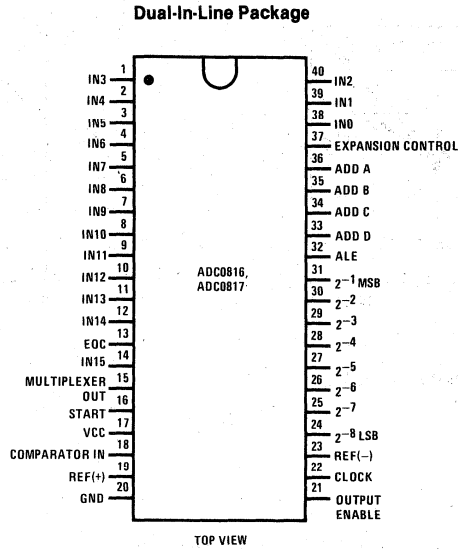 Dual-In-Line Package
1 IN3
2 IN4
3 IN5
4 IN6
5 IN7
6 IN8
7 IN9
8 IN10
9 IN11
10 IN12
11 IN13
12 IN14
13 EOC
14 IN15
15 MULTIPLEXER
OUT
16 START
17 VCC
18 COMPARATOR IN
19 REF(+)
20 GND
ADC0816,
ADC0817
40 IN2
39 IN1
38 IN0
37 EXPANSION CONTROL
36 ADD A
35 ADD B
34 ADD C
33 ADD D
32 ALE
31 2−1 MSB
30 2−2
29 2−3
28 2−4
27 2−5
26 2−6
25 2−7
24 2−8 LSB
23 REF(−)
22 CLOCK
21 OUTPUT
ENABLE
TOP VIEW